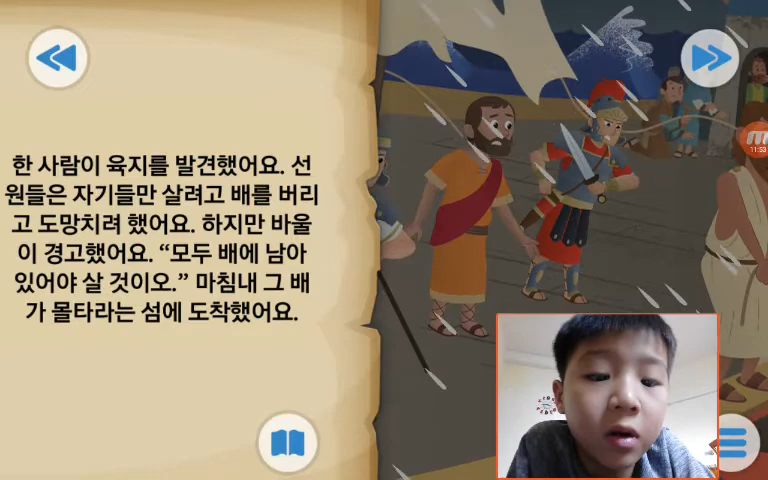 한 사람이 육지를 발견했어요. 선
원들은 자기들만 살려고 배를 버리
고 도망치려 했어요. 하지만 바울
이 경고했어요. “모두 배에 남아
있어야 살 것이오.” 마침내 그 배
가 몰타라는 섬에 도착했어요.
11:53